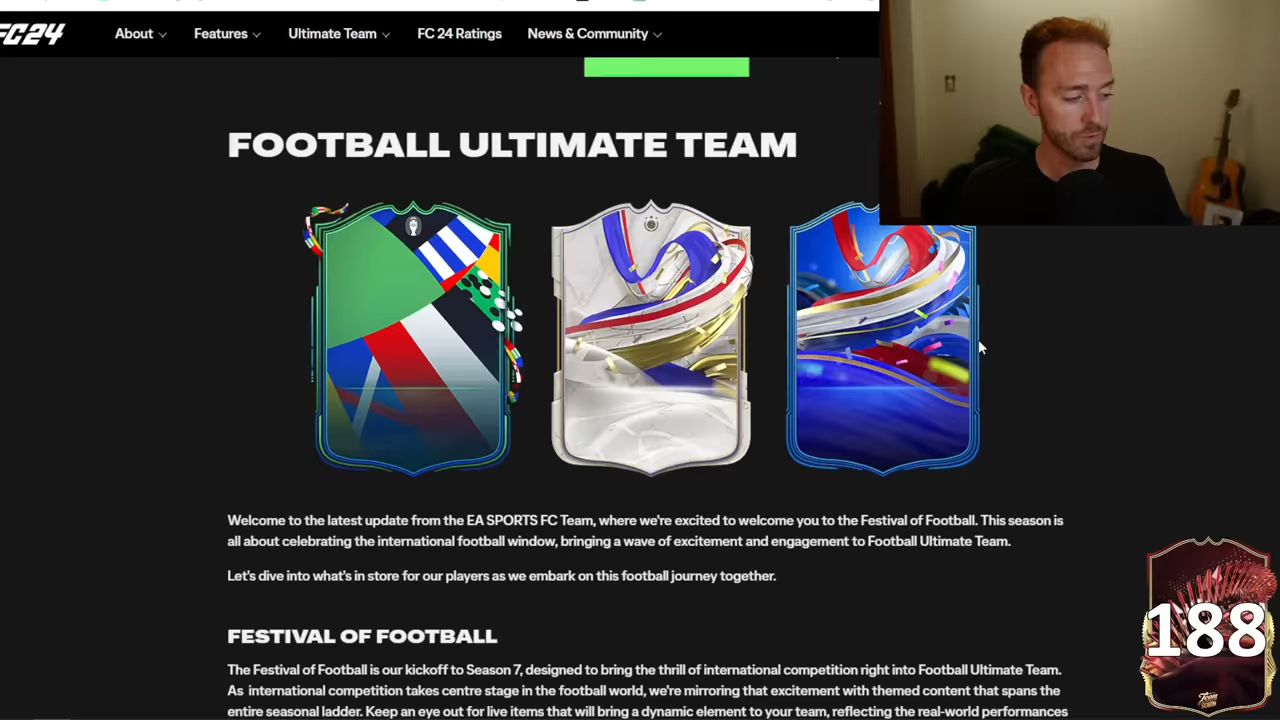 FC24
About
Features
Ultimate Team
FC 24 Ratings
News & Community
FOOTBALL ULTIMATE TEAM
Welcome to the latest update from the EA SPORTS FC Team, where we're excited to welcome you to the Festival of Football. This season is
all about celebrating the international football window, bringing a wave of excitement and engagement to Football Ultimate Team.
Let's dive into what's in store for our players as we embark on this football journey together.
FESTIVAL OF FOOTBALL
The Festival of Football is our kickoff to Season 7, designed to bring the thrill of international competition right into Football Ultimate Team.
As international competition takes centre stage in the football world, we're mirroring that excitement with themed content that spans the
entire seasonal ladder. Keep an eye out for live items that will bring a dynamic element to your team, reflecting the real-world performances
188